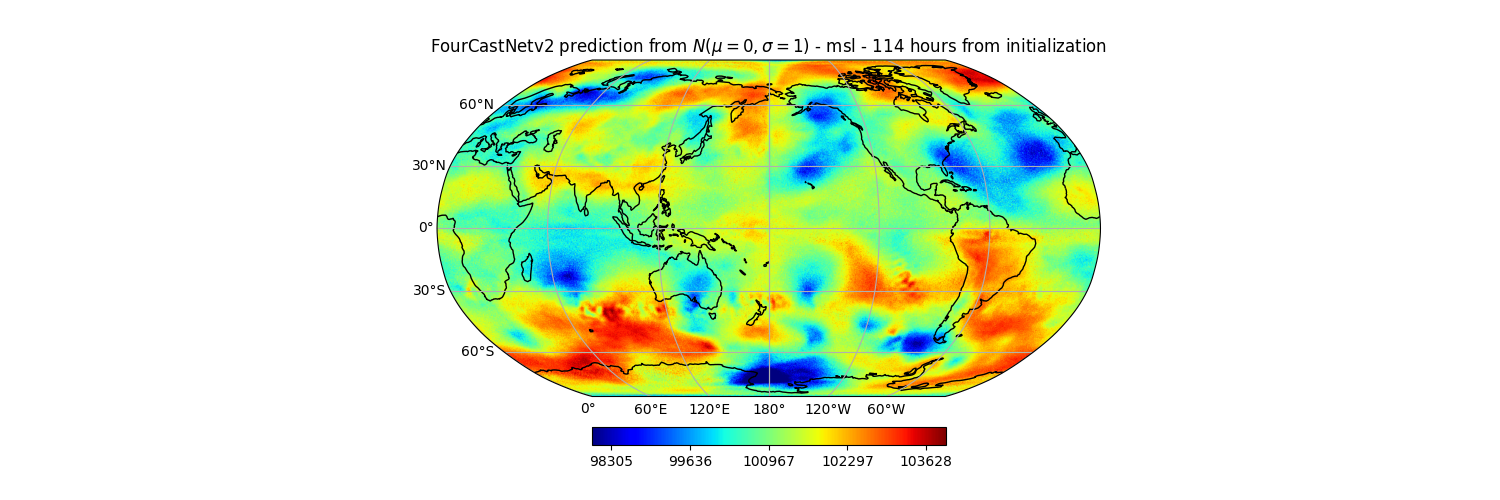 FourCastNetv2 prediction from N(μ = 0, σ = 1) - msl - 114 hours from initialization
60°N
30°N
0°
30°S
60°S
0° 60°E 120°E 180° 120°W 60°W
98305 99636 100967 102297 103628